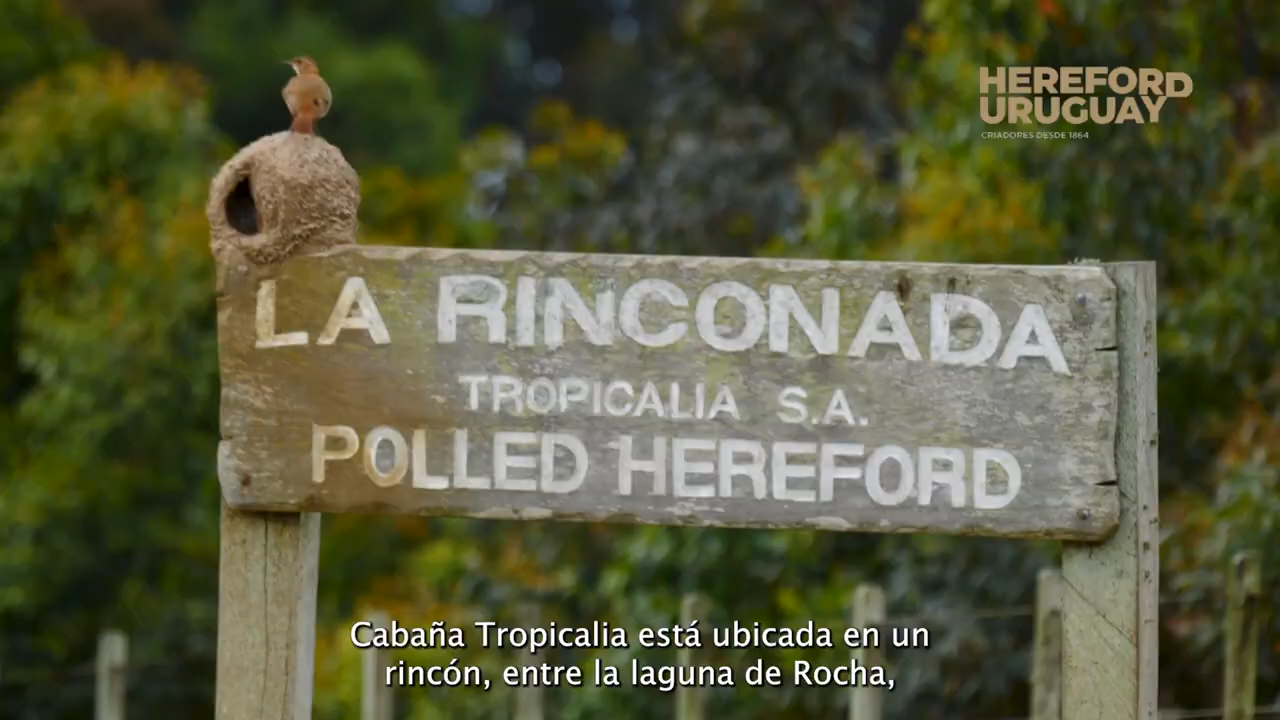 HEREFORD
URUGUAY
CRIADORES DESDE 1864
LA RINCONADA
TROPICALIA S.A.
POLLED HEREFORD
Cabaña Tropicalia está ubicada en un
rincón, entre la laguna de Rocha,